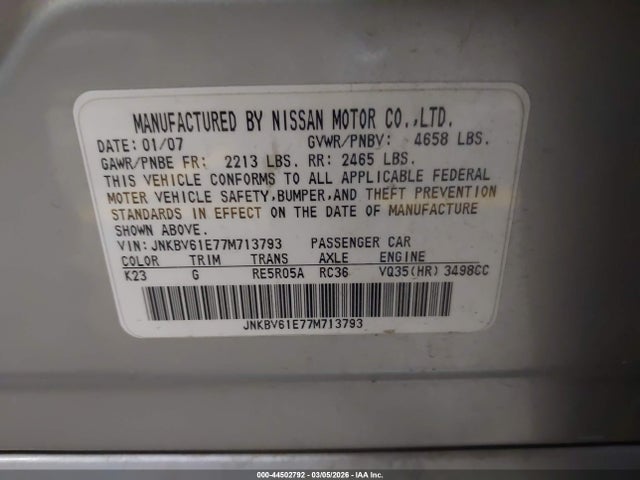 MANUFACTURED BY NISSAN MOTOR CO.,LTD.
DATE: 01/07 GVWR/PNBV: 4658 LBS.
GAWR/PNBE FR: 2213 LBS. RR: 2465 LBS.
THIS VEHICLE CONFORMS TO ALL APPLICABLE FEDERAL
MOTER VEHICLE SAFETY,BUMPER,AND THEFT PREVENTION
STANDARDS IN EFFECT ON THE DATE OF MANUFACTURE
SHOWN ABOVE.
VIN: JNKBV61E77M713793 PASSENGER CAR
COLOR TRIM TRANS AXLE ENGINE
K23 G RE5R05A RC36 VQ35(HR) 3498CC
JNKBV61E77M713793
000-44502792 | 03/05/2026 | IAA Inc.